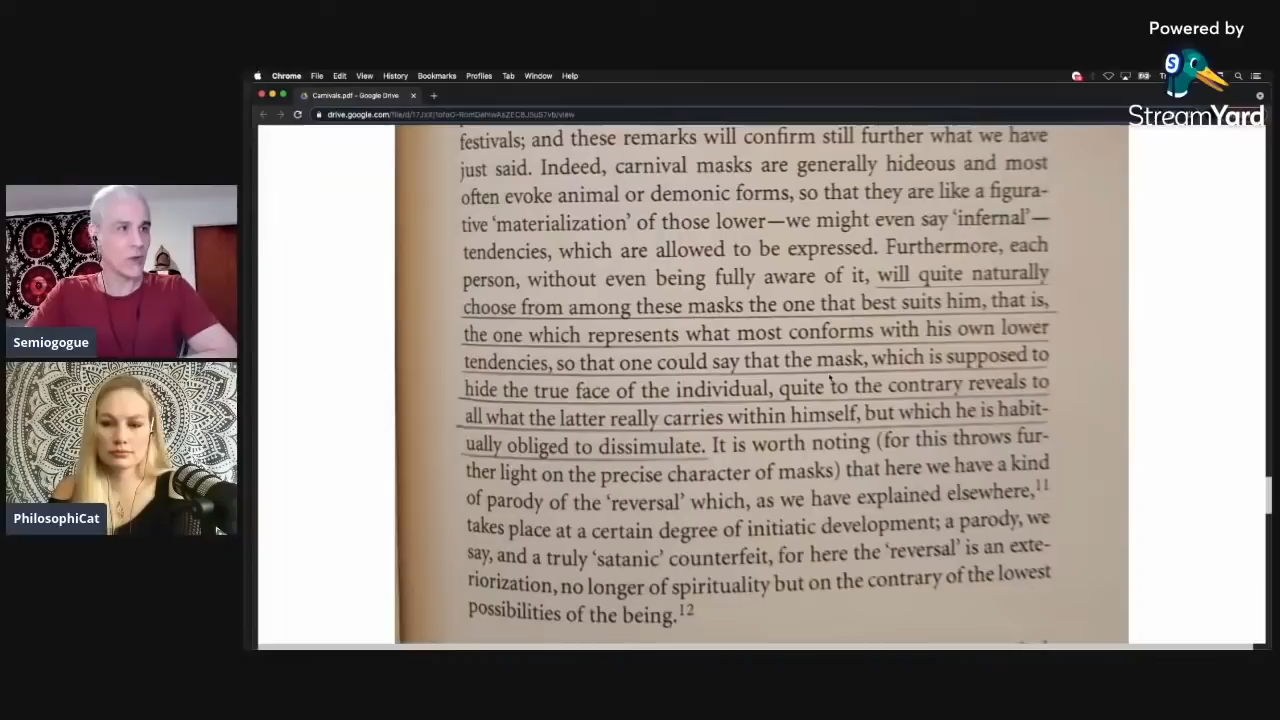 Powered by
StreamYard
Chrome File Edit View History Bookmarks Profiles Tab Window Help
Carnivals.pdf - Google Drive
festivals; and these remarks will confirm still further what we have
just said. Indeed, carnival masks are generally hideous and most
often evoke animal or demonic forms, so that they are like a figura-
tive ‘materialization’ of those lower—we might even say ‘infernal’—
tendencies, which are allowed to be expressed. Furthermore, each
person, without even being fully aware of it, will quite naturally
choose from among these masks the one that best suits him, that is,
the one which represents what most conforms with his own lower
tendencies, so that one could say that the mask, which is supposed to
hide the true face of the individual, quite to the contrary reveals to
all what the latter really carries within himself, but which he is habit-
ually obliged to dissimulate. It is worth noting (for this throws fur-
ther light on the precise character of masks) that here we have a kind
of parody of the ‘reversal’ which, as we have explained elsewhere,11
takes place at a certain degree of initiatic development; a parody, we
say, and a truly ‘satanic’ counterfeit, for here the ‘reversal’ is an exte-
riorization, no longer of spirituality but on the contrary of the lowest
possibilities of the being.12
Semiogogue
PhilosophiCat